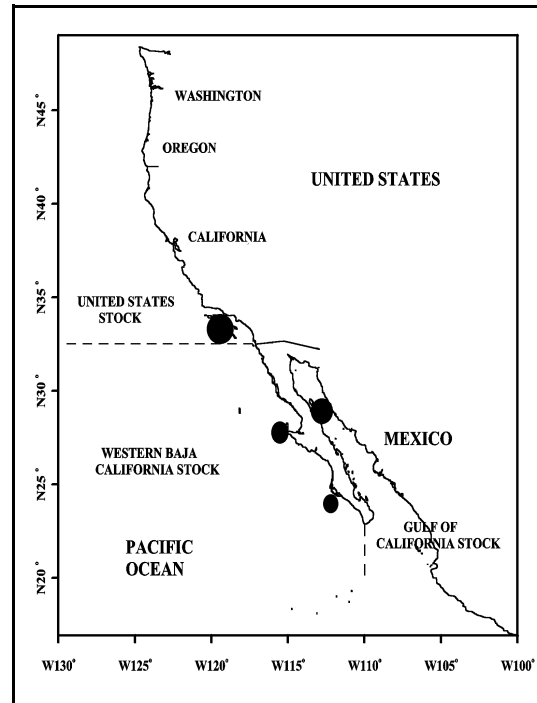 N45°
N40°
N35°
N30°
N25°
N20°
WASHINGTON
OREGON
UNITED STATES
CALIFORNIA
UNITED STATES
STOCK
WESTERN BAJA
CALIFORNIA STOCK
MEXICO
GULF OF
CALIFORNIA STOCK
PACIFIC
OCEAN
W130°
W125°
W120°
W115°
W110°
W105°
W100°